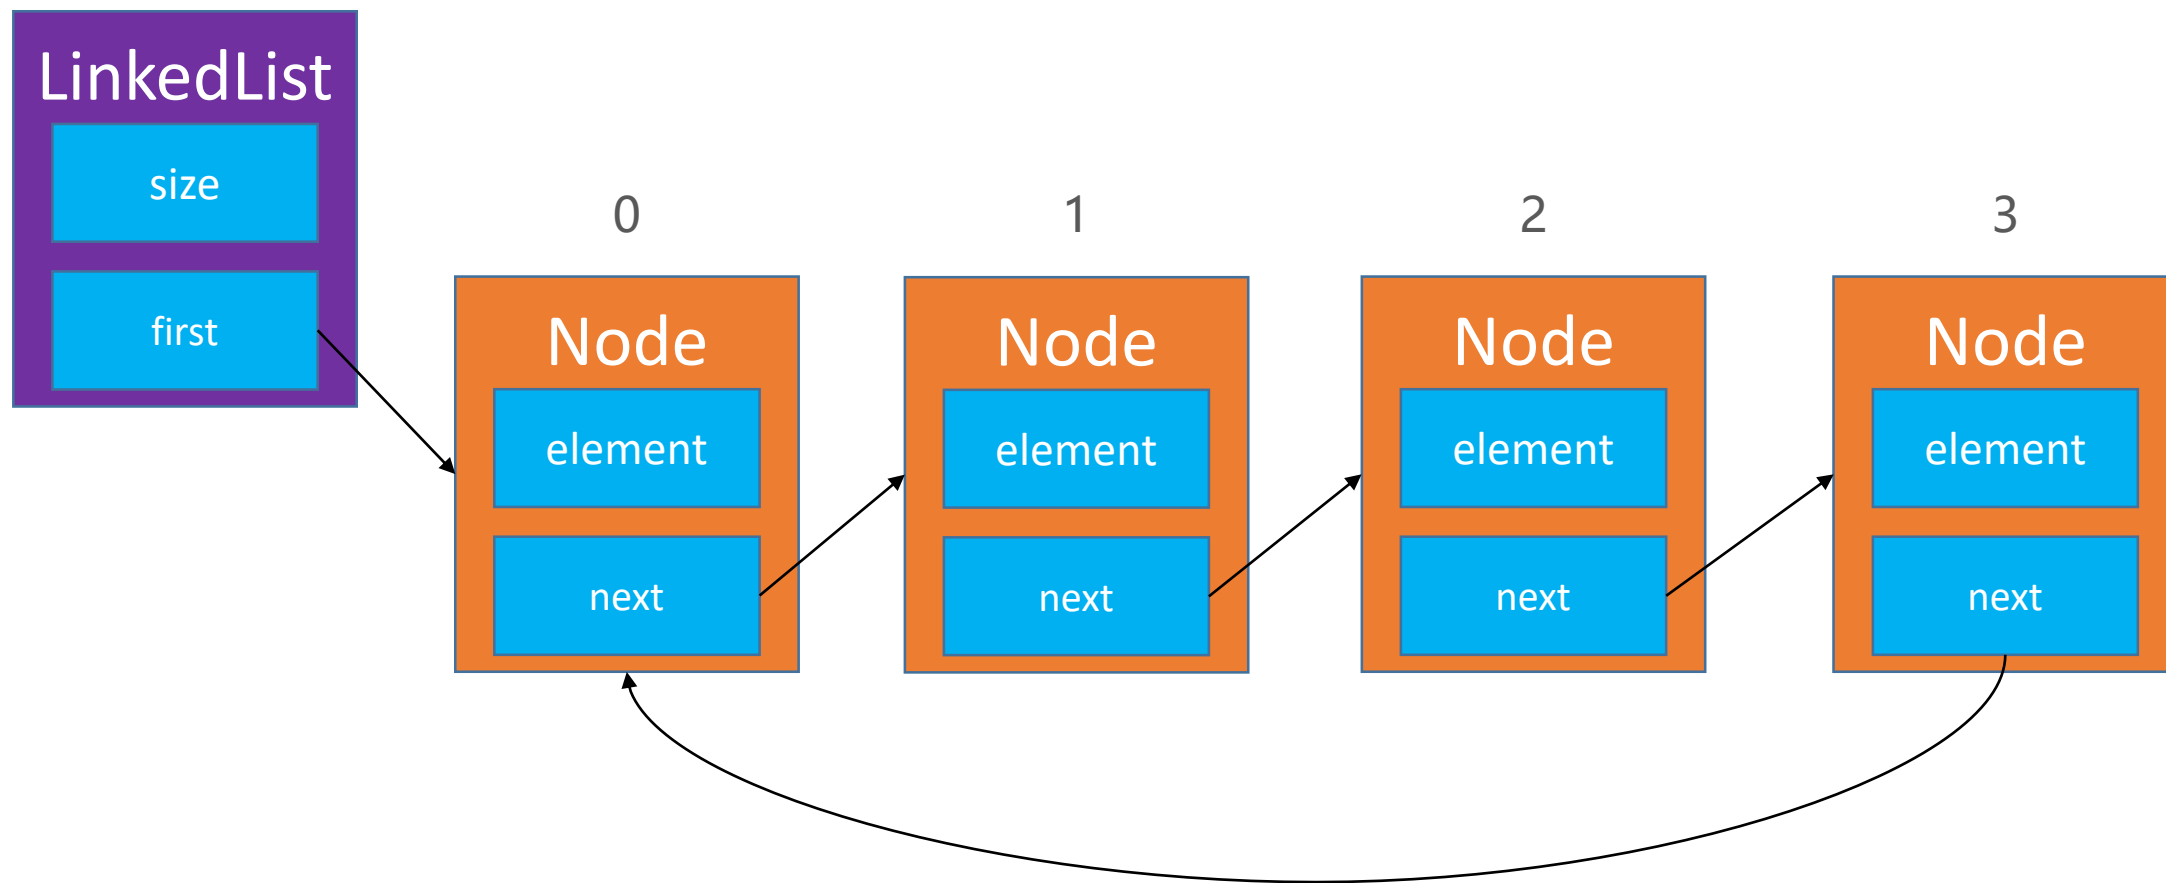 LinkedList
size
first
0
1
2
3
Node
element
next
Node
element
next
Node
element
next
Node
element
next